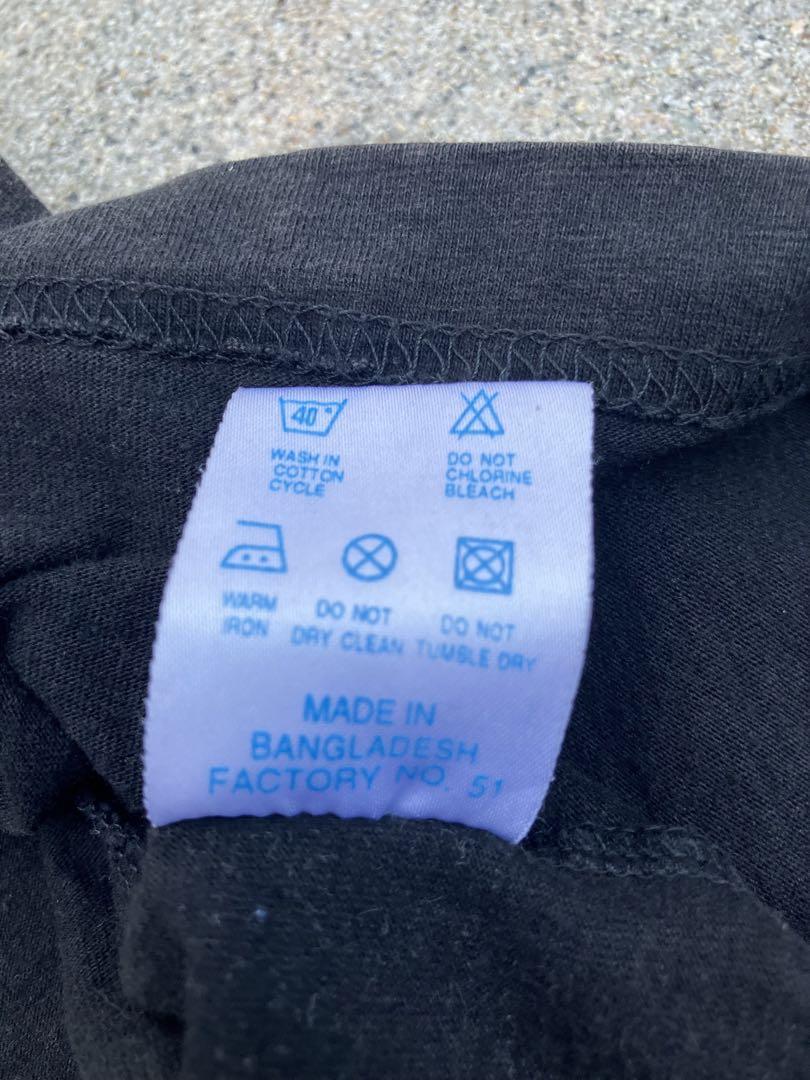 40°
WASH IN
COTTON
CYCLE
DO NOT
CHLORINE
BLEACH
WARM
IRON
DO NOT
DRY CLEAN
DO NOT
TUMBLE DRY
MADE IN
BANGLADESH
FACTORY NO. 51